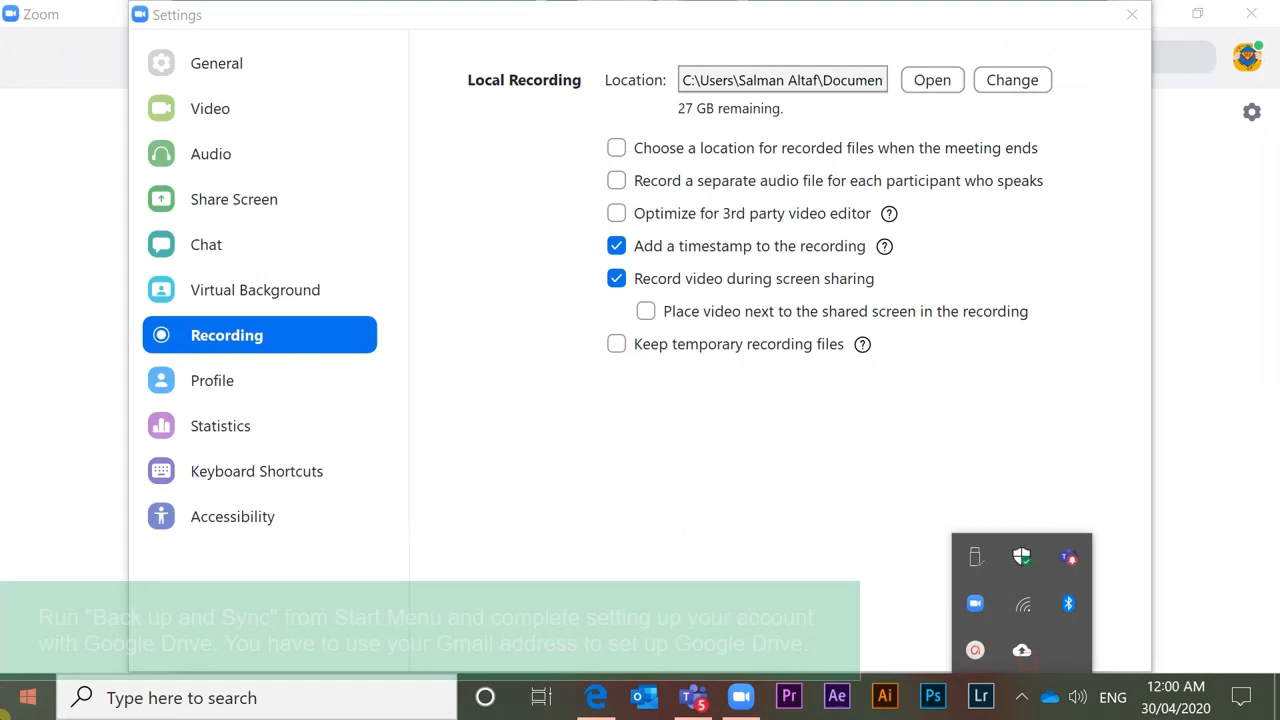 Zoom
Settings
General
Video
Audio
Share Screen
Chat
Virtual Background
Recording
Profile
Statistics
Keyboard Shortcuts
Accessibility
Local Recording Location: C:\Users\Salman Altaf\Documen Open Change
27 GB remaining.
Choose a location for recorded files when the meeting ends
Record a separate audio file for each participant who speaks
Optimize for 3rd party video editor ?
Add a timestamp to the recording ?
Record video during screen sharing
Place video next to the shared screen in the recording
Keep temporary recording files ?
Run "Back up and Sync" from Start Menu and complete setting up your account
with Google Drive. You have to use your Gmail address to set up Google Drive.
Type here to search
5
Pr
Ae
Ai
Ps
Lr
ENG
12:00 AM
30/04/2020